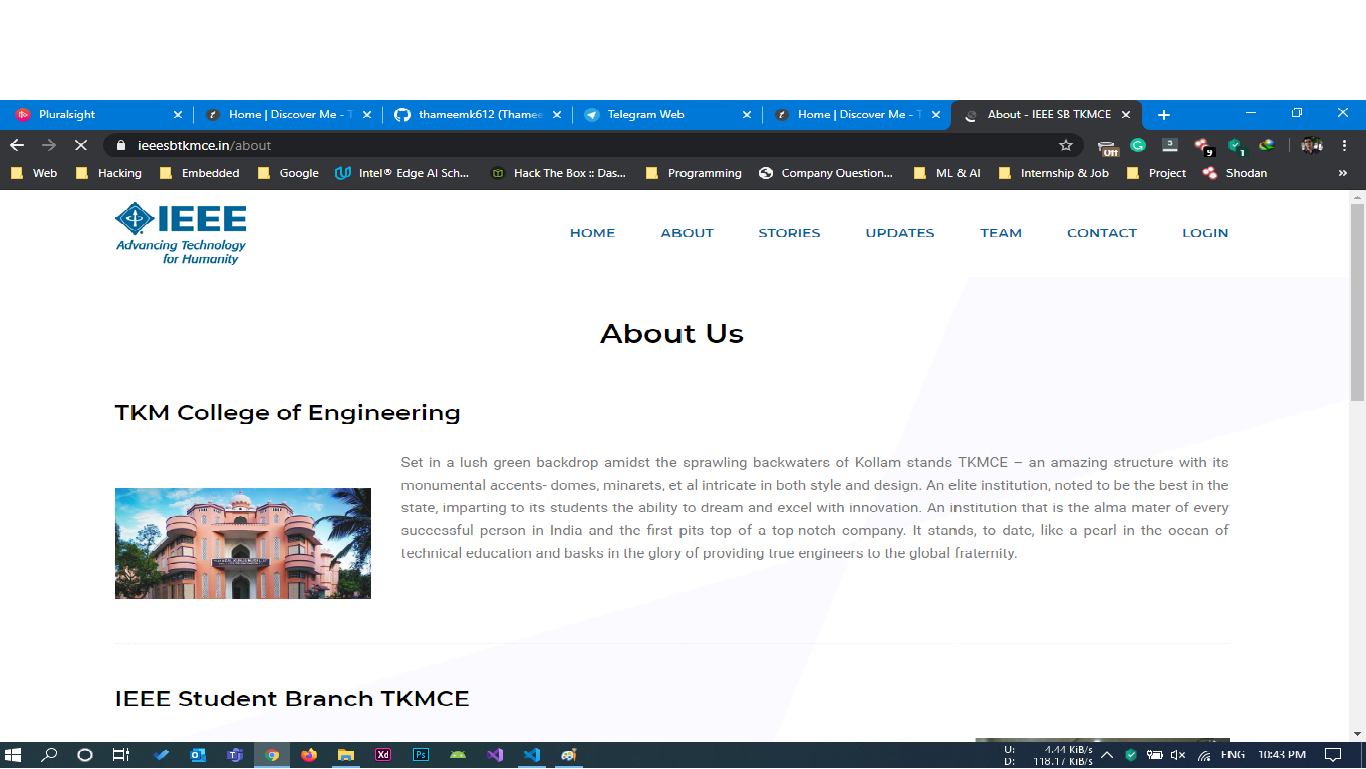 Pluralsight
Home | Discover Me - T
thameemk612 (Thamee
Telegram Web
Home | Discover Me - T
About - IEEE SB TKMCE
ieeesbtkmce.in/about
Off
3
9
1
Web
Hacking
Embedded
Google
Intel® Edge AI Sch...
Hack The Box :: Das...
Programming
Company Question...
ML & AI
Internship & Job
Project
Shodan
»
IEEE
Advancing Technology
for Humanity
HOME
ABOUT
STORIES
UPDATES
TEAM
CONTACT
LOGIN
About Us
TKM College of Engineering
Set in a lush green backdrop amidst the sprawling backwaters of Kollam stands TKMCE – an amazing structure with its
monumental accents- domes, minarets, et al intricate in both style and design. An elite institution, noted to be the best in the
state, imparting to its students the ability to dream and excel with innovation. An institution that is the alma mater of every
successful person in India and the first pits top of a top-notch company. It stands, to date, like a pearl in the ocean of
technical education and basks in the glory of providing true engineers to the global fraternity.
IEEE Student Branch TKMCE
Xd
Ps
U: 4.44 KiB/s
D: 118.17 KiB/s
ENG
10:43 PM